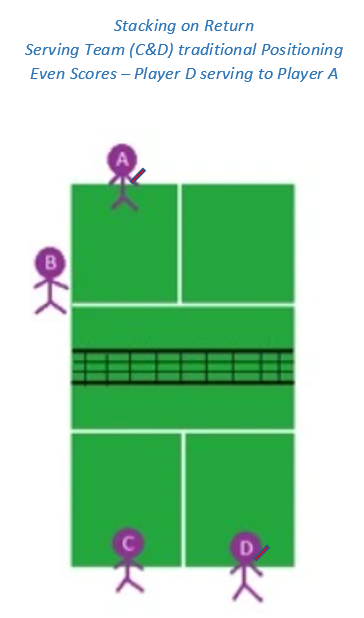 Stacking on Return
Serving Team (C&D) traditional Positioning
Even Scores – Player D serving to Player A
A
B
C
D